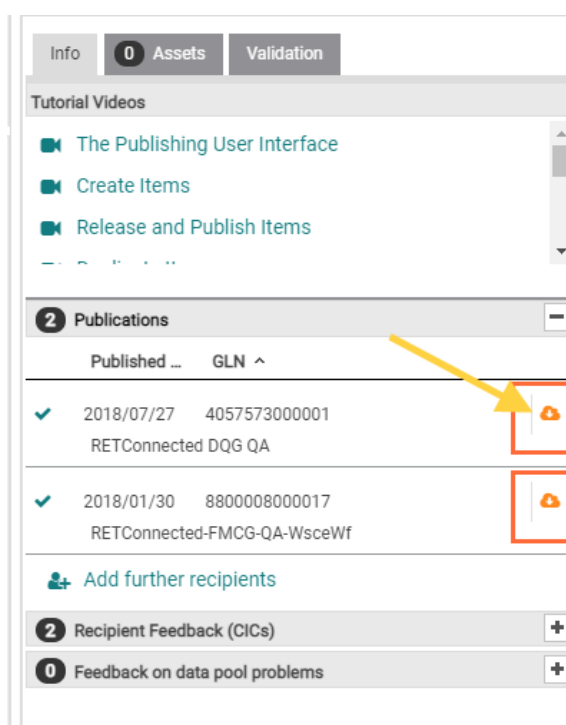 Info 0 Assets Validation
Tutorial Videos
The Publishing User Interface
Create Items
Release and Publish Items
2 Publications
Published ... GLN
2018/07/27 4057573000001
RETConnected DQG QA
2018/01/30 8800008000017
RETConnected-FMCG-QA-WsceWf
Add further recipients
2 Recipient Feedback (CICs)
0 Feedback on data pool problems